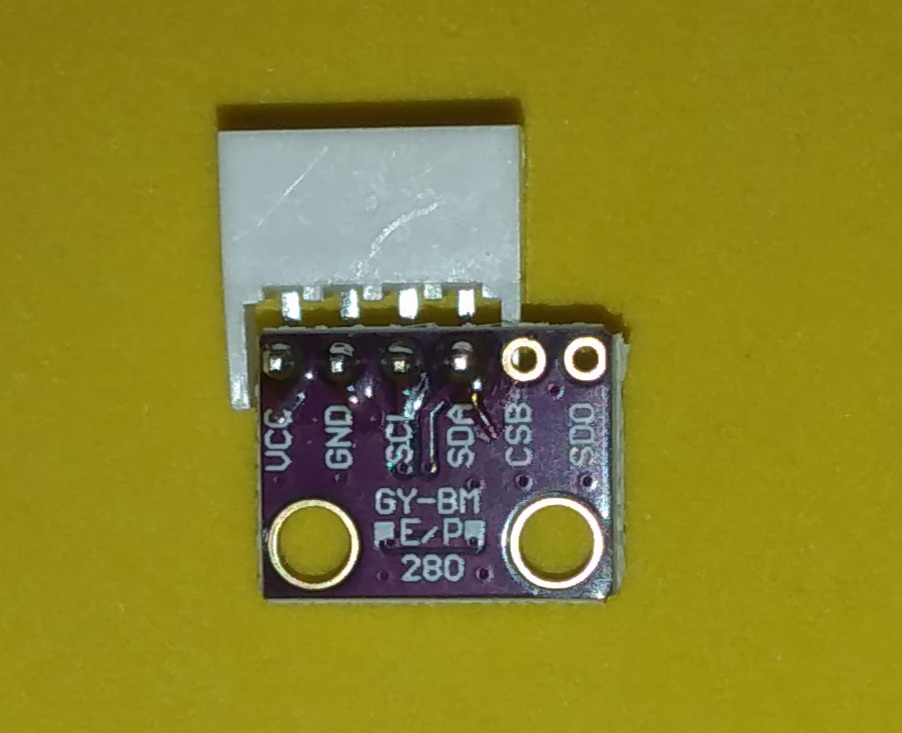 VCC
GND
SCL
SDA
CSB
SDO
GY-BM
E/P
280